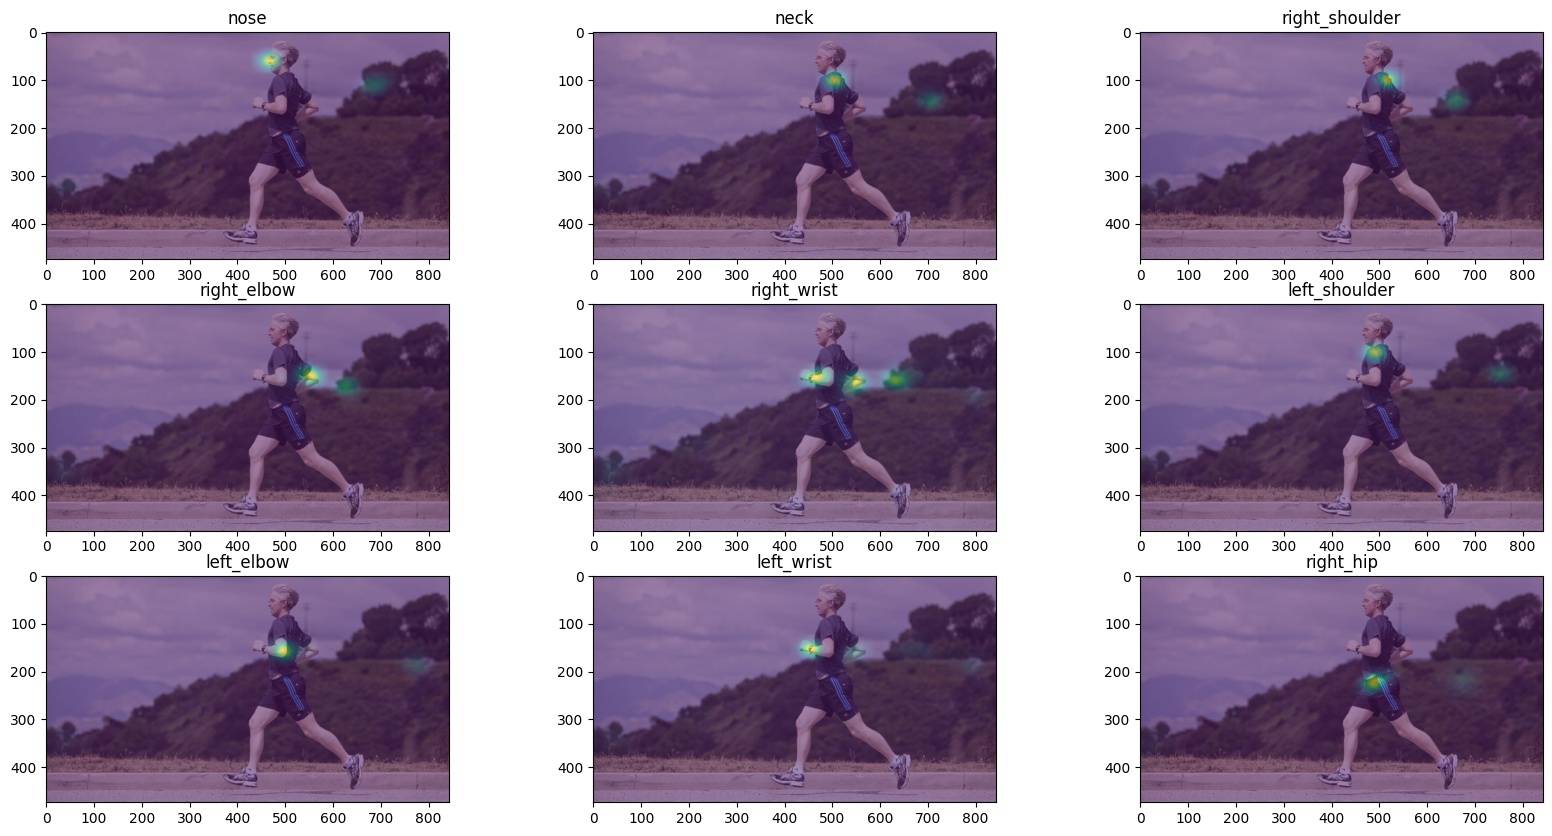 nose neck right_shoulder
0 0 0
100 100 100
200 200 200
300 300 300
400 400 400
0 100 200 300 400 500 600 700 800 0 100 200 300 400 500 600 700 800 0 100 200 300 400 500 600 700 800
right_elbow right_wrist left_shoulder
0 0 0
100 100 100
200 200 200
300 300 300
400 400 400
0 100 200 300 400 500 600 700 800 0 100 200 300 400 500 600 700 800 0 100 200 300 400 500 600 700 800
left_elbow left_wrist right_hip
0 0 0
100 100 100
200 200 200
300 300 300
400 400 400
0 100 200 300 400 500 600 700 800 0 100 200 300 400 500 600 700 800 0 100 200 300 400 500 600 700 800